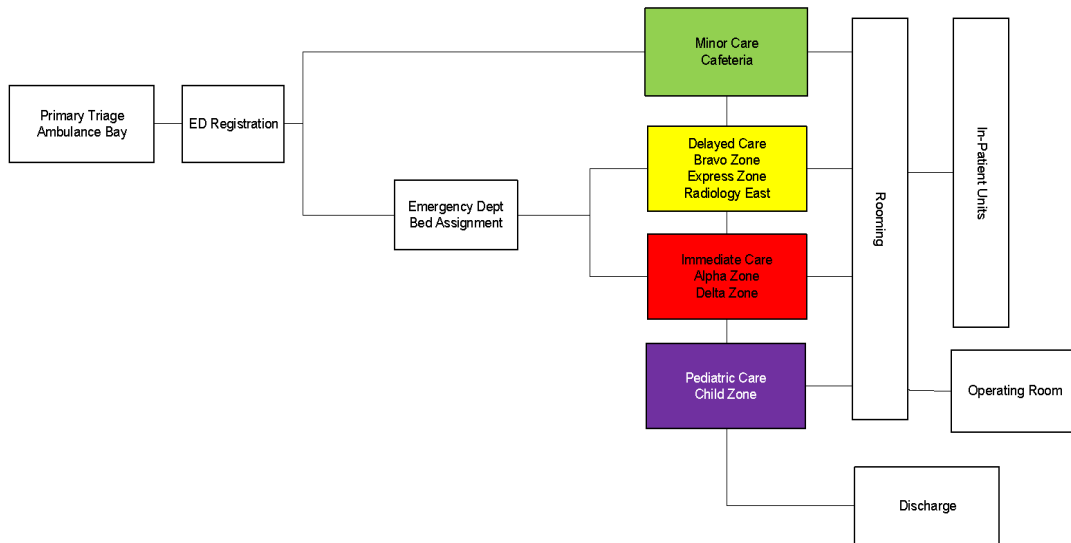 Primary Triage
Ambulance Bay
ED Registration
Emergency Dept
Bed Assignment
Minor Care
Cafeteria
Delayed Care
Bravo Zone
Express Zone
Radiology East
Immediate Care
Alpha Zone
Delta Zone
Pediatric Care
Child Zone
Rooming
In-Patient Units
Operating Room
Discharge